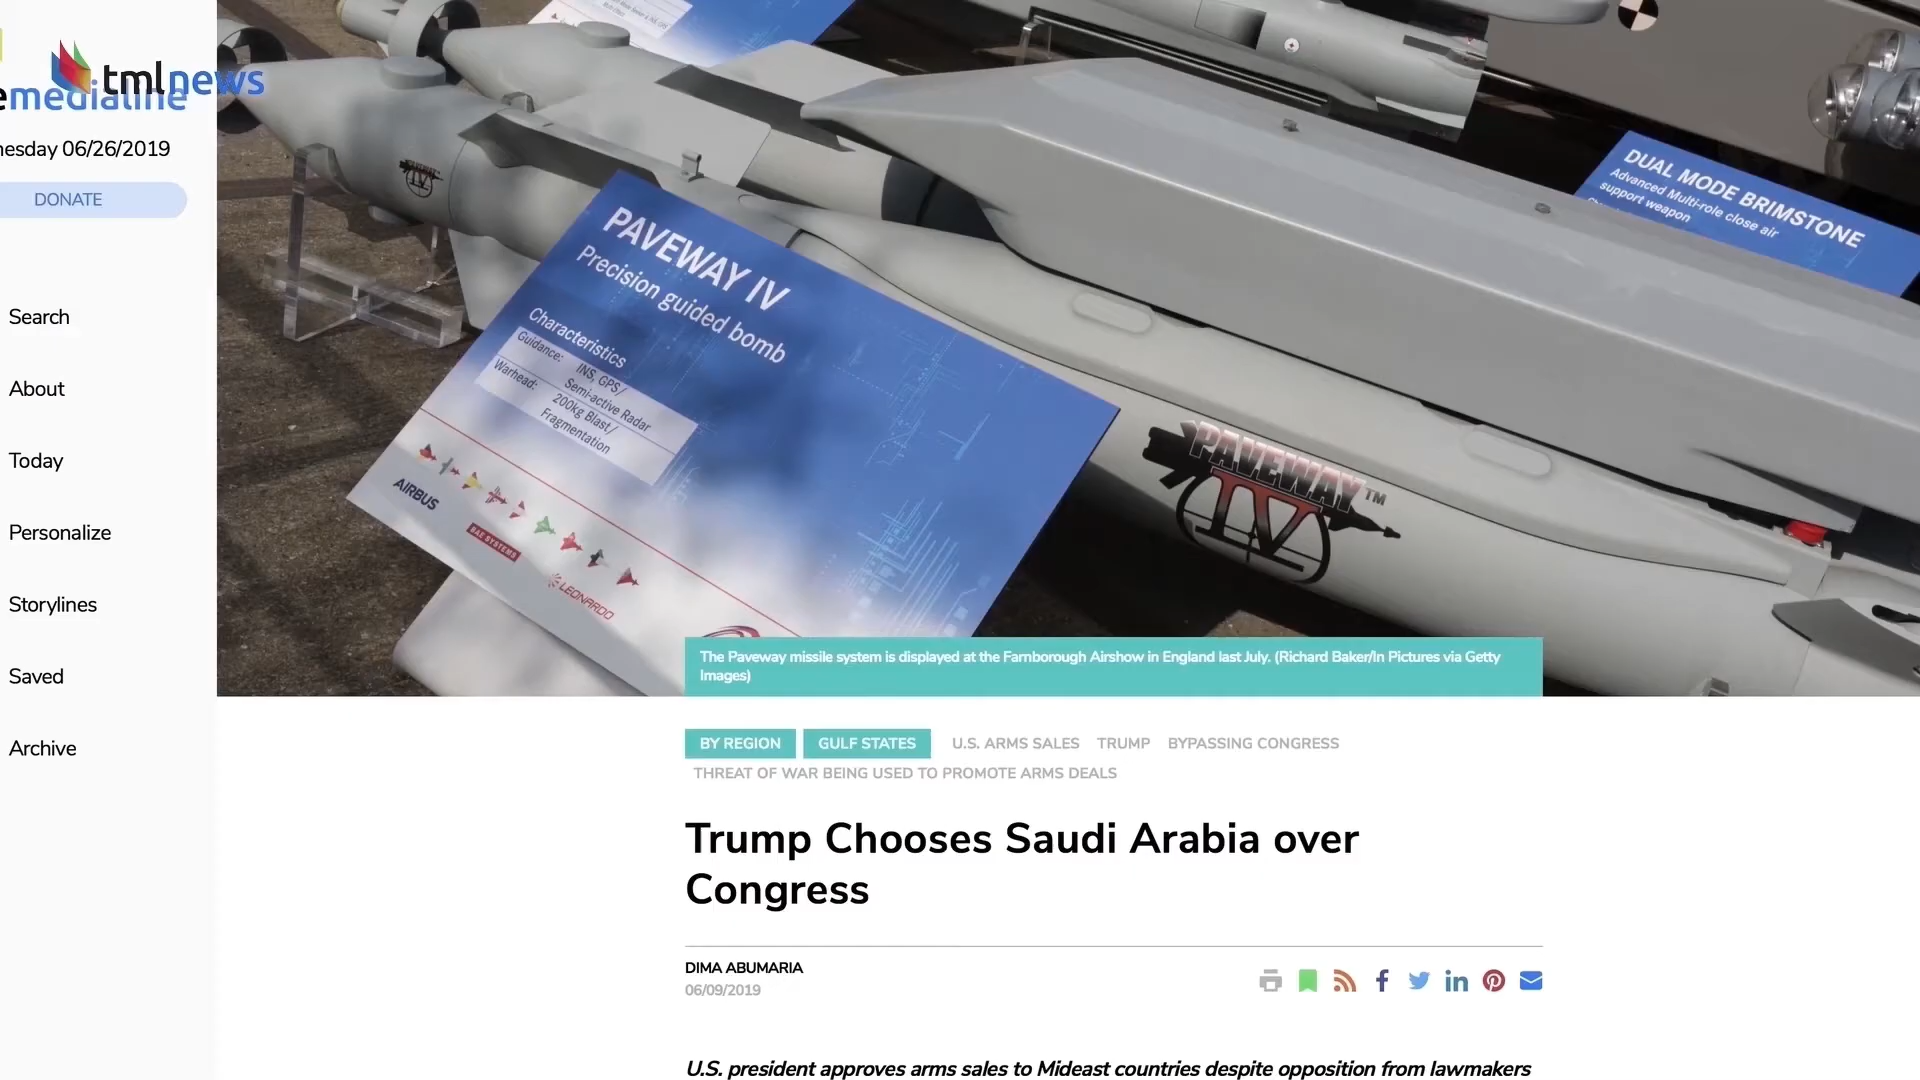 tmlnews
emedialine
nesday 06/26/2019
DONATE
Search
About
Today
Personalize
Storylines
Saved
Archive
PAVEWAY IV
Precision guided bomb
Characteristics
Guidance: INS, GPS/
Semi-active Radar
Warhead: 200kg Blast/
Fragmentation
AIRBUS
BAE SYSTEMS
LEONARDO
PAVEWAY™
IV
DUAL MODE BRIMSTONE
Advanced Multi-role close air
support weapon
The Paveway missile system is displayed at the Farnborough Airshow in England last July. (Richard Baker/In Pictures via Getty
Images)
BY REGION GULF STATES U.S. ARMS SALES TRUMP BYPASSING CONGRESS
THREAT OF WAR BEING USED TO PROMOTE ARMS DEALS
Trump Chooses Saudi Arabia over
Congress
DIMA ABUMARIA
06/09/2019
U.S. president approves arms sales to Mideast countries despite opposition from lawmakers